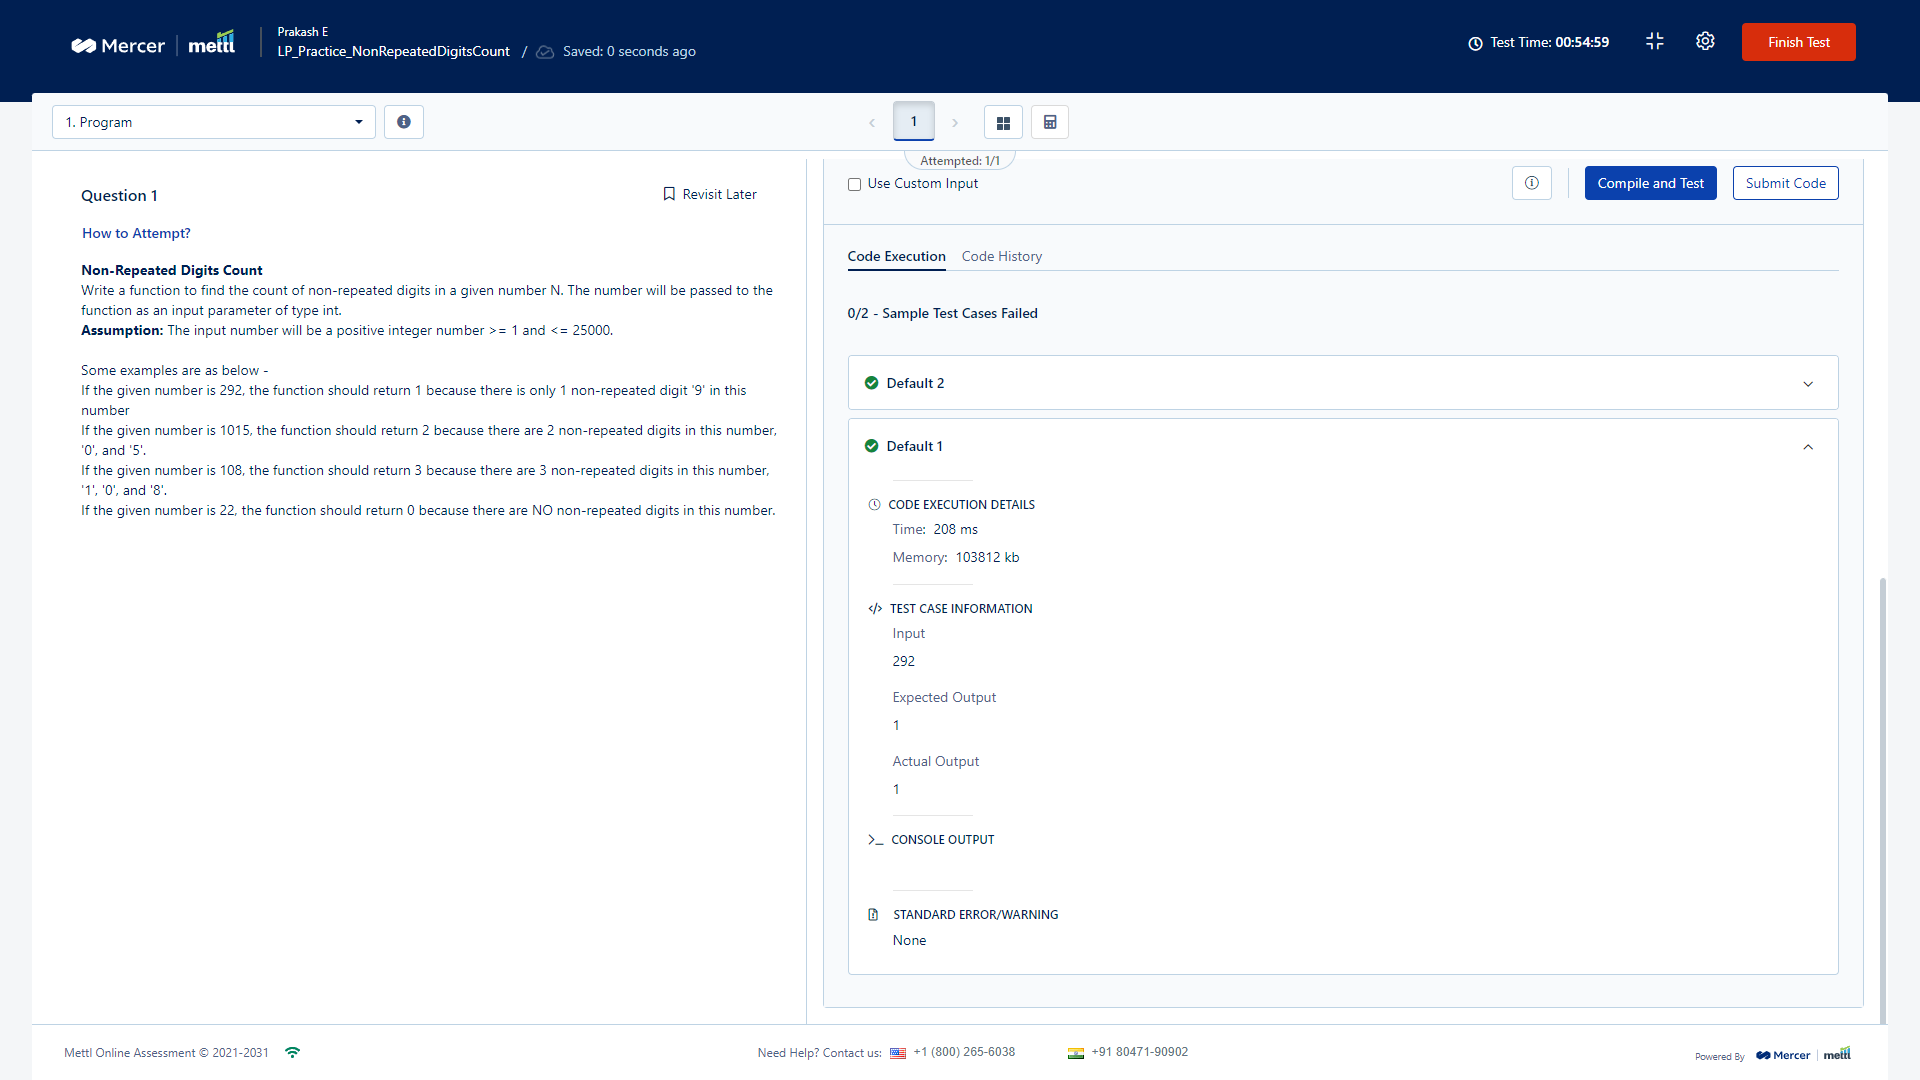 Mercer | mettl
Prakash E
LP_Practice_NonRepeatedDigitsCount / Saved: 0 seconds ago
Test Time: 00:54:59
Finish Test
1. Program
1
Attempted: 1/1
Question 1
Revisit Later
How to Attempt?
Non-Repeated Digits Count
Write a function to find the count of non-repeated digits in a given number N. The number will be passed to the
function as an input parameter of type int.
Assumption: The input number will be a positive integer number >= 1 and <= 25000.
Some examples are as below -
If the given number is 292, the function should return 1 because there is only 1 non-repeated digit '9' in this
number
If the given number is 1015, the function should return 2 because there are 2 non-repeated digits in this number,
'0', and '5'.
If the given number is 108, the function should return 3 because there are 3 non-repeated digits in this number,
'1', '0', and '8'.
If the given number is 22, the function should return 0 because there are NO non-repeated digits in this number.
Use Custom Input
Compile and Test
Submit Code
Code Execution
Code History
0/2 - Sample Test Cases Failed
Default 2
Default 1
CODE EXECUTION DETAILS
Time: 208 ms
Memory: 103812 kb
</> TEST CASE INFORMATION
Input
292
Expected Output
1
Actual Output
1
>_ CONSOLE OUTPUT
STANDARD ERROR/WARNING
None
Mettl Online Assessment © 2021-2031
Need Help? Contact us: +1 (800) 265-6038
+91 80471-90902
Powered By Mercer | mettl